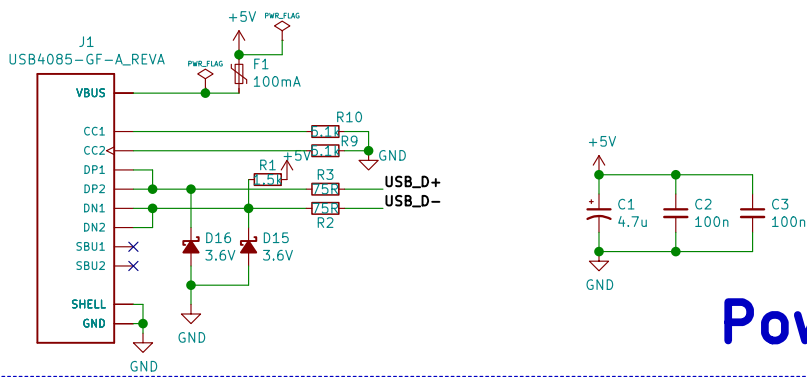 +5V
PWR_FLAG
J1
USB4085-GF-A_REVA
PWR_FLAG
F1
100mA
VBUS
CC1
R10
5.1k
CC2
R9
5.1k
GND
DP1
R1
1.5k
+5V
DP2
R3
75R
USB_D+
DN1
75R
R2
USB_D-
DN2
SBU1
SBU2
D16
3.6V
D15
3.6V
SHELL
GND
GND
GND
+5V
C1
4.7u
C2
100n
C3
100n
GND